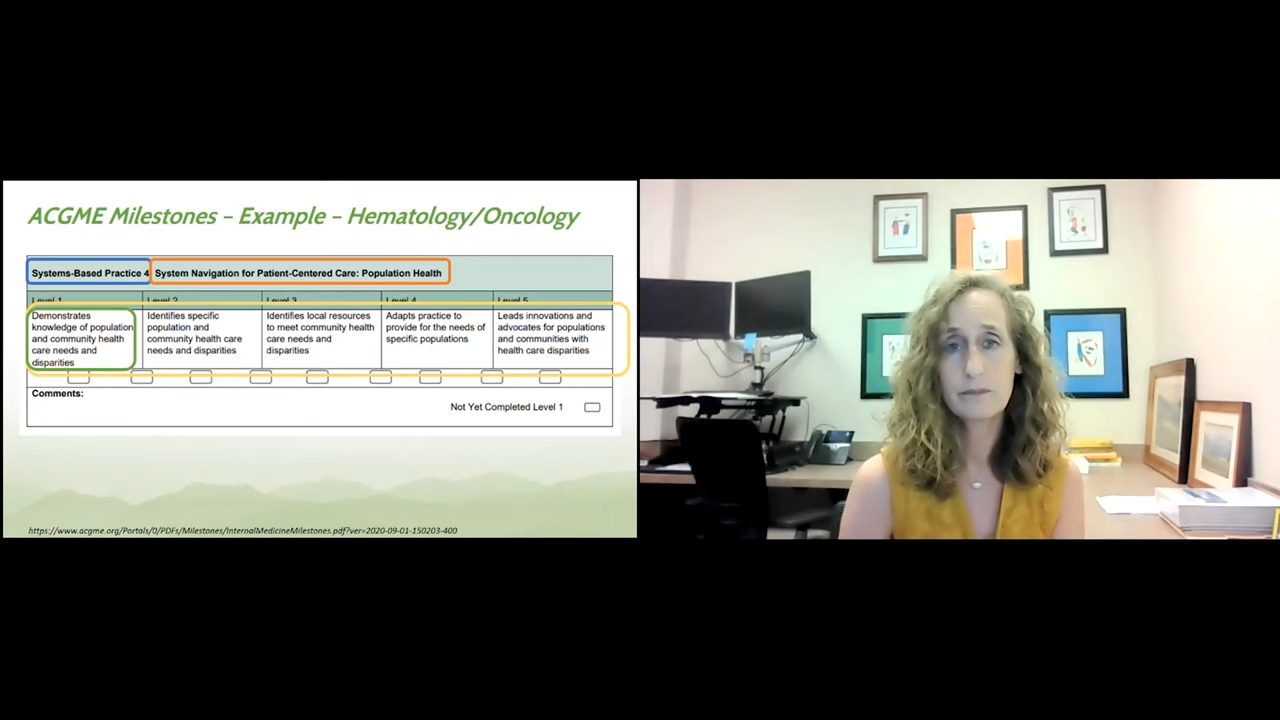 ACGME Milestones – Example – Hematology/Oncology
Systems-Based Practice 4
System Navigation for Patient-Centered Care: Population Health
Level 1
Level 2
Level 3
Level 4
Level 5
Demonstrates
knowledge of population
and community health
care needs and
disparities
Identifies specific
population and
community health care
needs and disparities
Identifies local resources
to meet community health
care needs and
disparities
Adapts practice to
provide for the needs of
specific populations
Leads innovations and
advocates for populations
and communities with
health care disparities
Comments:
Not Yet Completed Level 1
https://www.acgme.org/Portals/0/PDFs/Milestones/InternalMedicineMilestones.pdf?ver=2020-09-01-150203-400